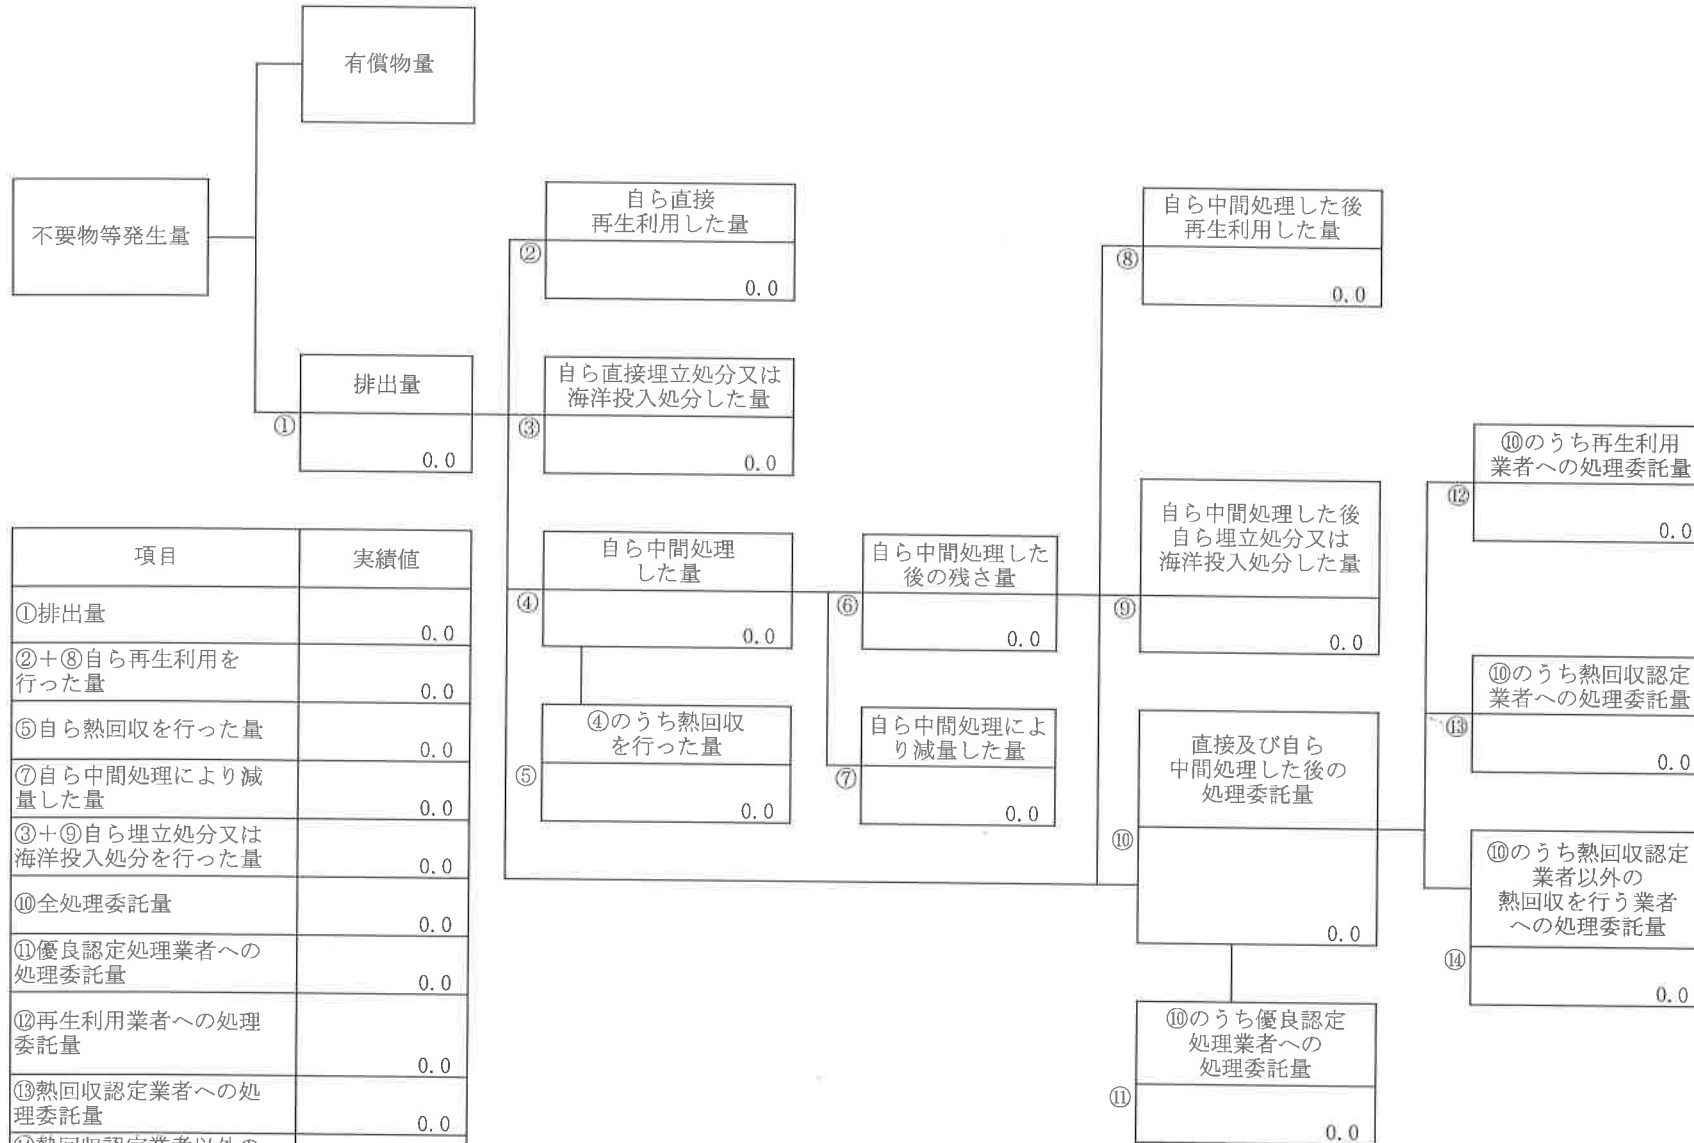 有償物量
不要物等発生量
排出量
①
0.0
自ら直接
再生利用した量
②
0.0
自ら直接埋立処分又は
海洋投入処分した量
③
0.0
自ら中間処理
した量
④
0.0
④のうち熱回収
を行った量
⑤
0.0
自ら中間処理した
後の残さ量
⑥
0.0
自ら中間処理によ
り減量した量
⑦
0.0
自ら中間処理した後
再生利用した量
⑧
0.0
自ら中間処理した後
自ら埋立処分又は
海洋投入処分した量
⑨
0.0
直接及び自ら
中間処理した後の
処理委託量
⑩
0.0
⑩のうち優良認定
処理業者への
処理委託量
⑪
0.0
⑩のうち再生利用
業者への処理委託量
⑫
0.0
⑩のうち熱回収認定
業者への処理委託量
⑬
0.0
⑩のうち熱回収認定
業者以外の
熱回収を行う業者
への処理委託量
⑭
0.0
項目 実績値
①排出量
0.0
②+⑧自ら再生利用を
行った量
0.0
⑤自ら熱回収を行った量
0.0
⑦自ら中間処理により減
量した量
0.0
③+⑨自ら埋立処分又は
海洋投入処分を行った量
0.0
⑩全処理委託量
0.0
⑪優良認定処理業者への
処理委託量
0.0
⑫再生利用業者への処理
委託量
0.0
⑬熱回収認定業者への処
理委託量
0.0
⑭熱回収認定業者以外の